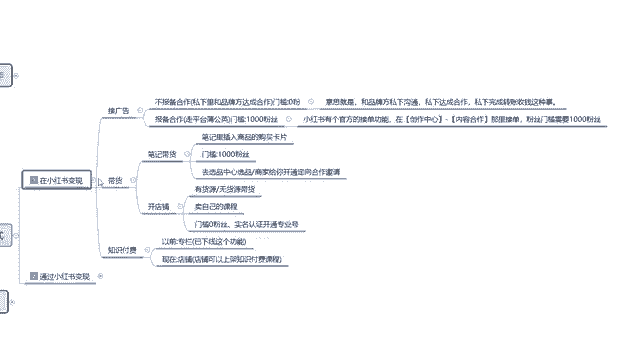 接广告
不报备合作(私下里和品牌方达成合作)门槛:0粉
意思就是，和品牌方私下沟通，私下达成合作，私下完成转账收钱这种事。
报备合作(走平台蒲公英)门槛:1000粉丝
小红书有个官方的接单功能，在【创作中心】-【内容合作】那里接单，粉丝门槛需要1000粉丝
在小红书变现
带货
笔记带货
笔记里插入商品的购买卡片
门槛:1000粉丝
去选品中心选品/商家给你开通定向合作邀请
开店铺
有货源/无货源带货
卖自己的课程
门槛0粉丝、实名认证开通专业号
知识付费
以前:专栏(已下线这个功能)
现在:店铺(店铺可以上架知识付费课程)
通过小红书变现